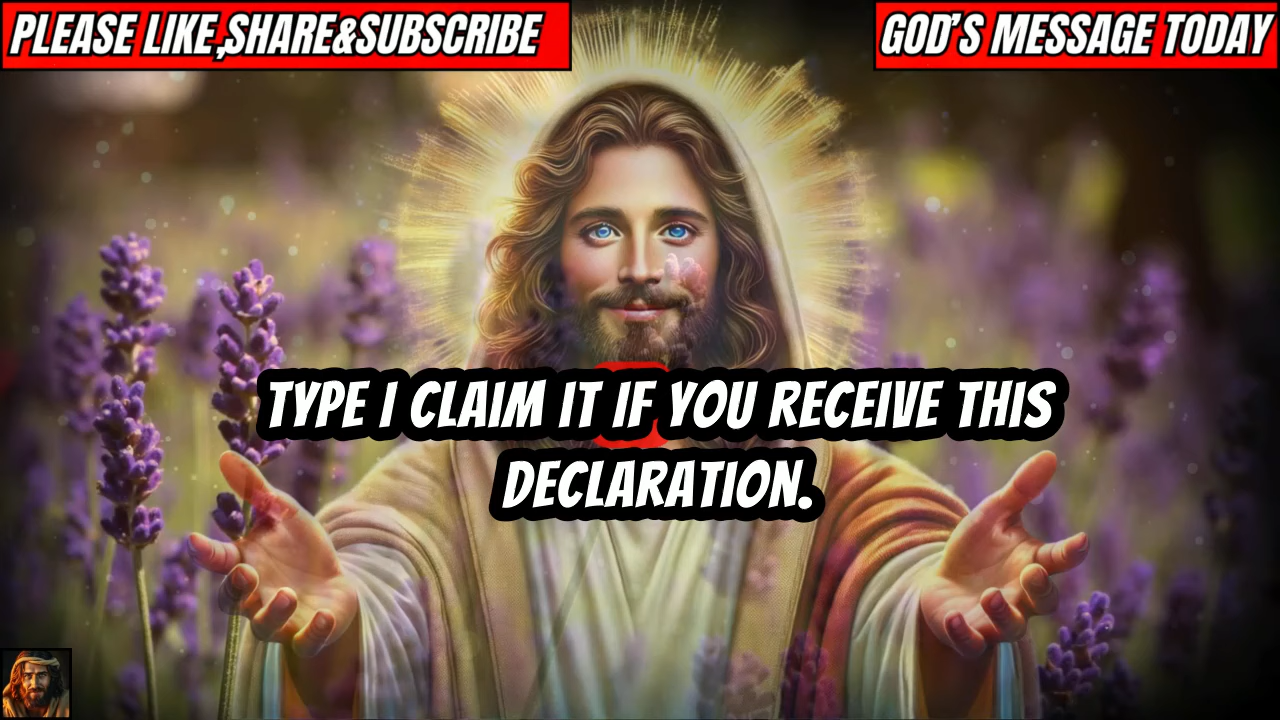 PLEASE LIKE,SHARE&SUBSCRIBE
GOD'S MESSAGE TODAY
TYPE I CLAIM IT IF YOU RECEIVE THIS
DECLARATION.